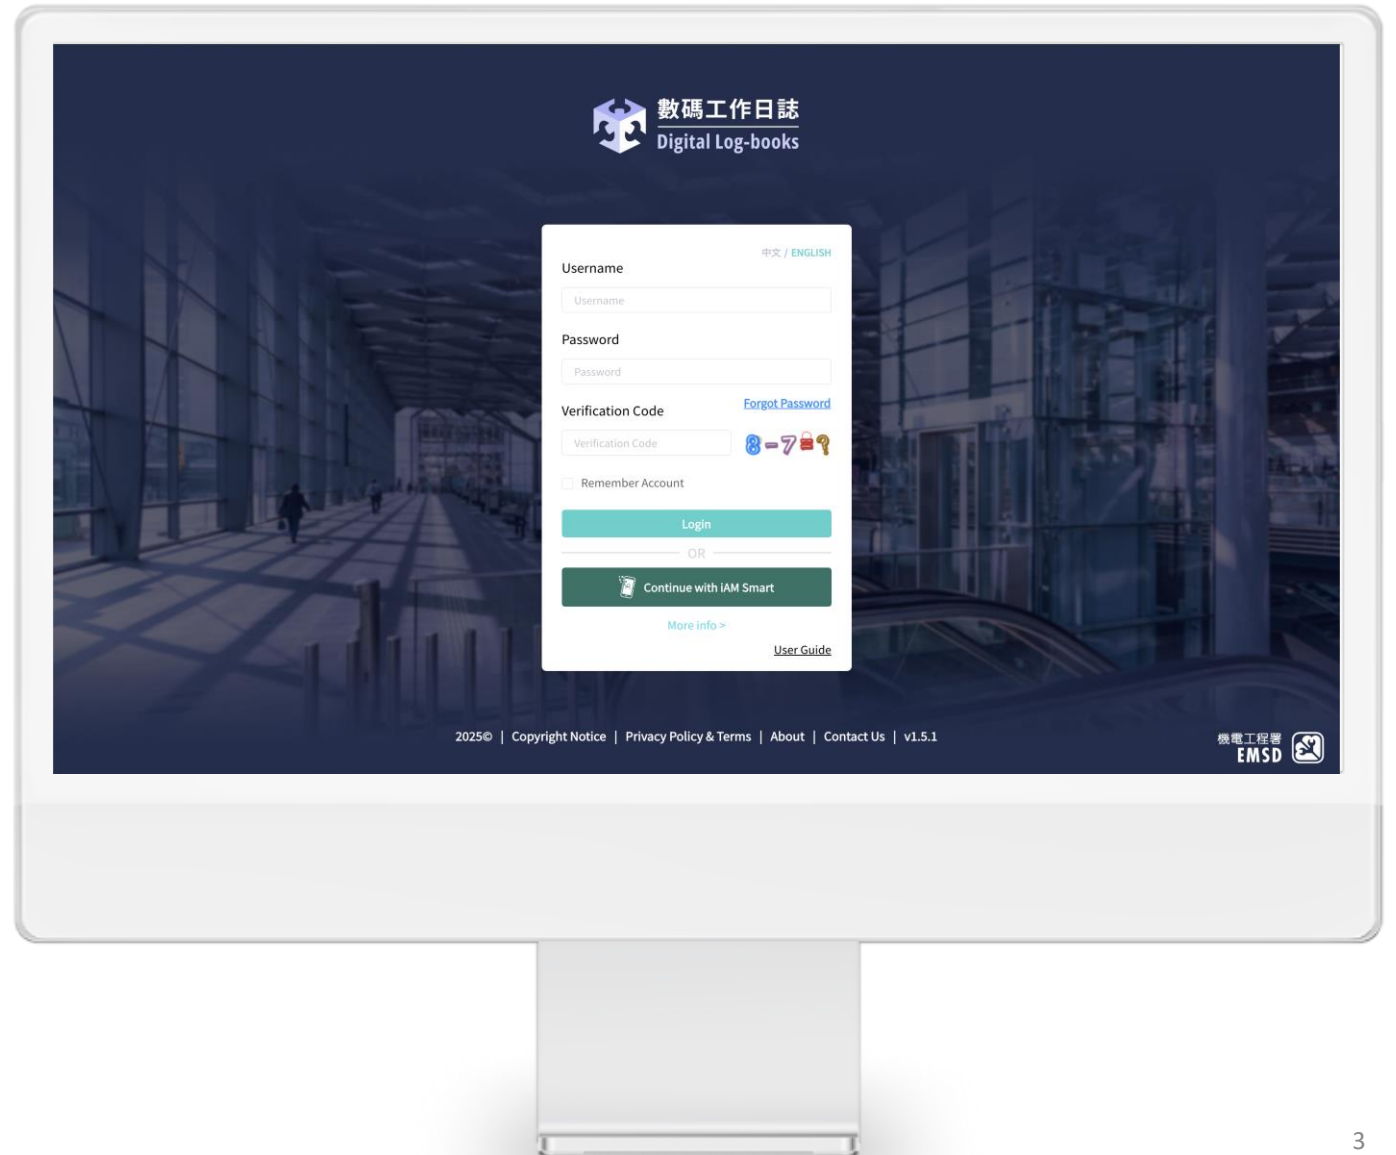 數碼工作日誌
Digital Log-books
中文 / ENGLISH
Username
Username
Password
Password
Forgot Password
Verification Code
Verification Code
8-7=?
Remember Account
Login
OR
Continue with iAM Smart
More info >
User Guide
2025© | Copyright Notice | Privacy Policy & Terms | About | Contact Us | v1.5.1
機電工程署
EMSD
3